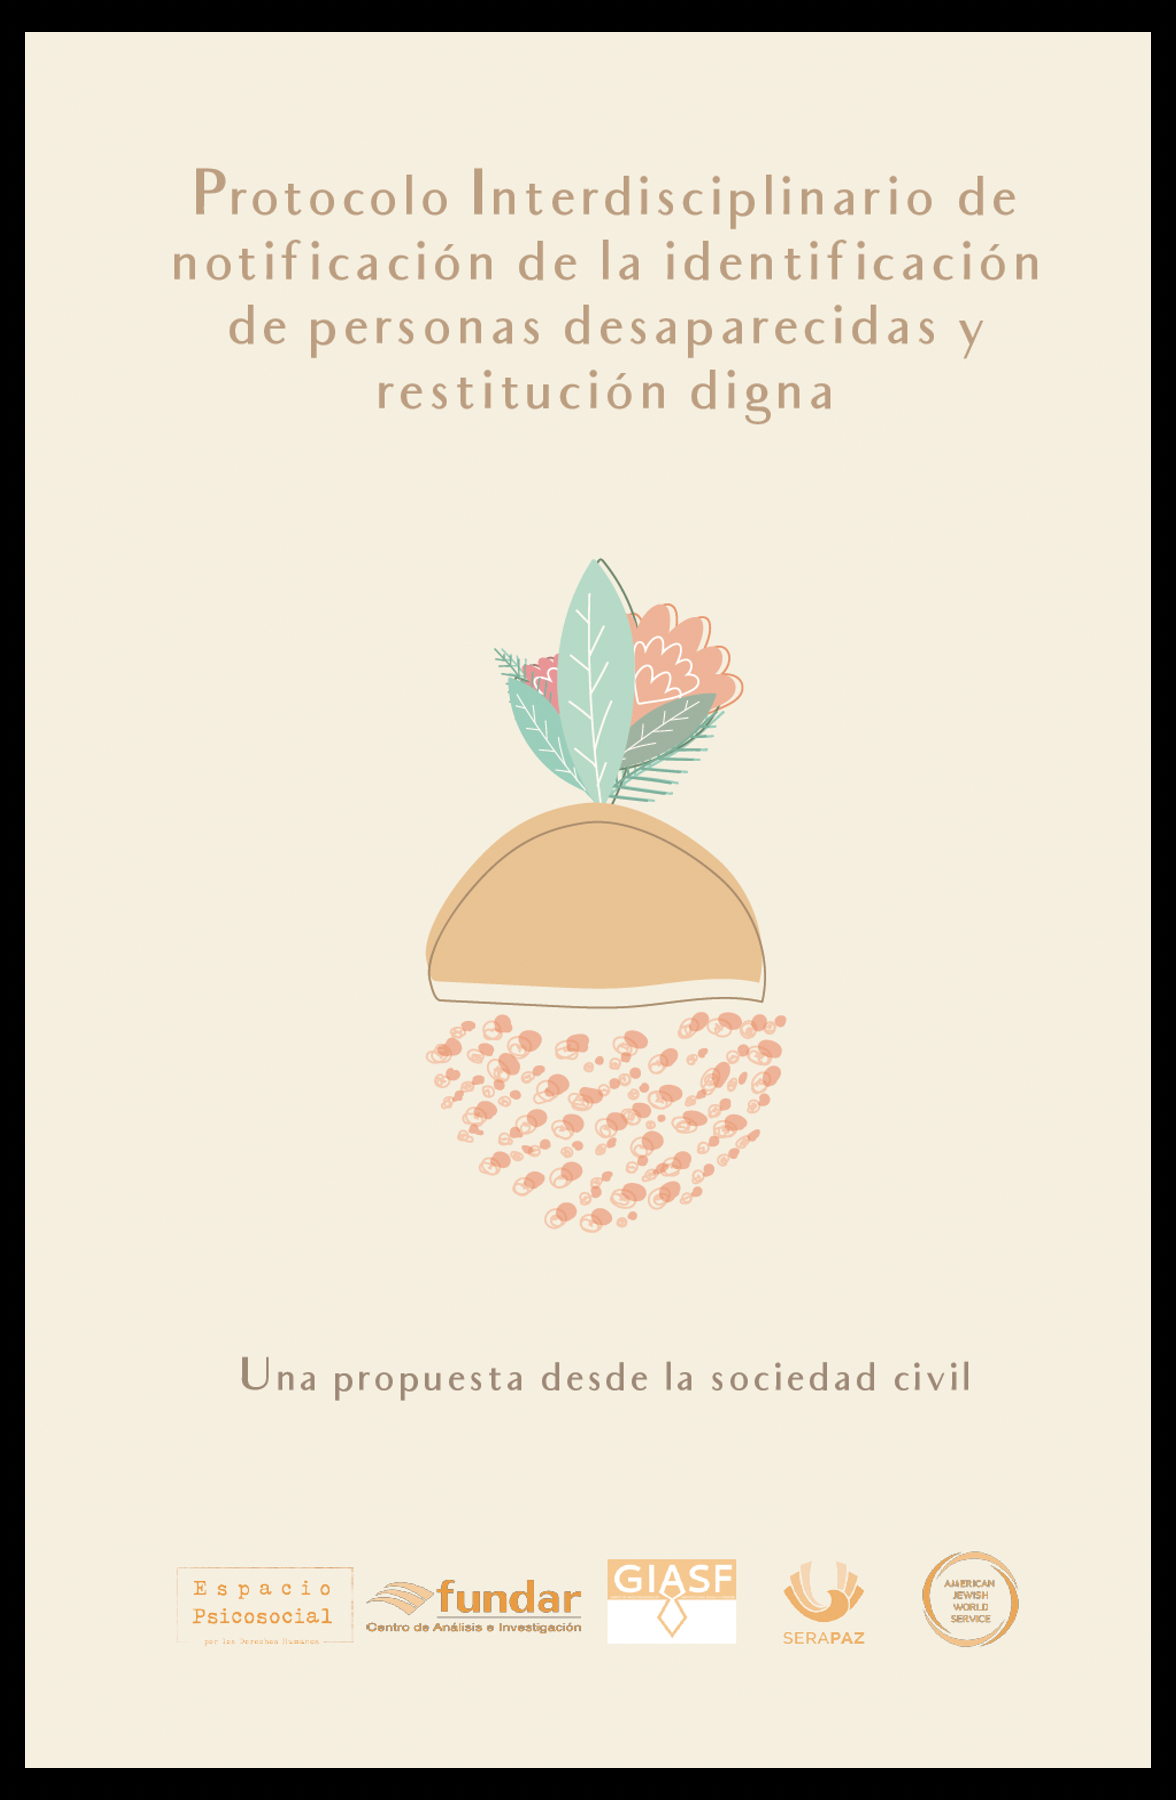 Protocolo Interdisciplinario de
notificación de la identificación
de personas desaparecidas y
restitución digna
Una propuesta desde la sociedad civil
Espacio
Psicosocial
por los Derechos Humanos
fundar
Centro de Análisis e Investigación
GIASF
SERAPAZ
AMERICAN
JEWISH
WORLD
SERVICE